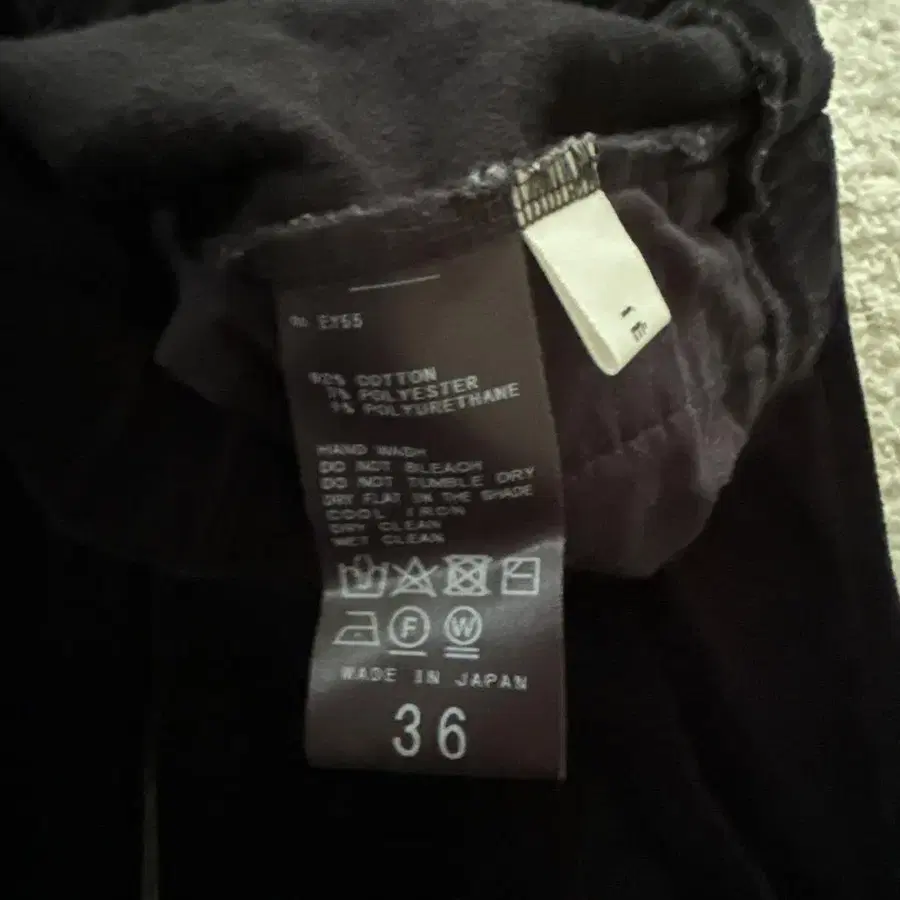 EY55
92% COTTON
7% POLYESTER
1% POLYURETHANE
HAND WASH
DO NOT BLEACH
DO NOT TUMBLE DRY
DRY FLAT IN THE SHADE
COOL IRON
DRY CLEAN
WET CLEAN
F W
MADE IN JAPAN
36